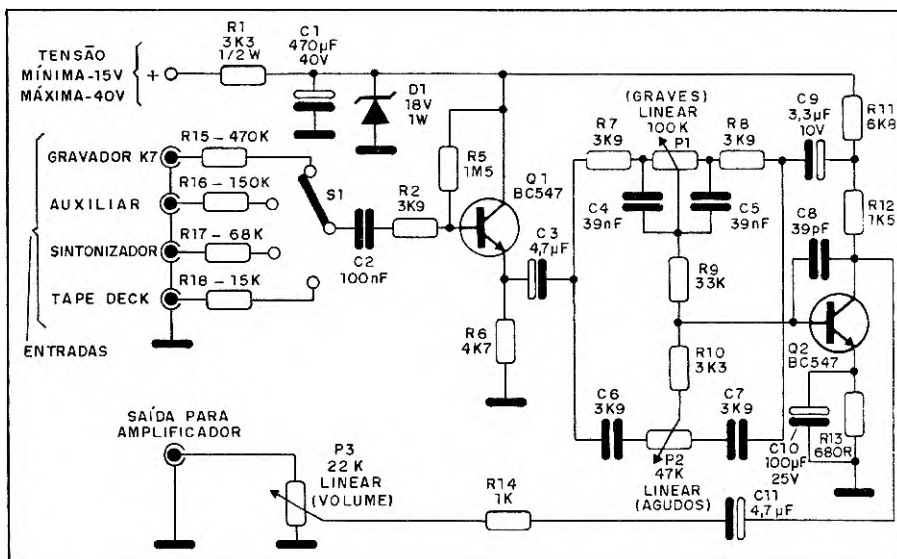 TENSÃO
MÍNIMA-15V
MÁXIMA-40V
+
R1
3K3
1/2 W
C1
470µF
40V
D1
18V
1W
(GRAVES)
LINEAR
100K
P1
R7
3K9
R8
3K9
C9
3,3µF
10V
R11
6K8
GRAVADOR K7
R15-470K
AUXILIAR
R16-150K
SINTONIZADOR
R17-68K
TAPE DECK
R18-15K
ENTRADAS
S1
C2
100nF
R2
3K9
R5
1M5
Q1
BC547
C3
4,7µF
R6
4K7
C4
39nF
C5
39nF
R9
33K
R10
3K3
C8
39pF
R12
1K5
Q2
BC547
C6
3K9
C7
3K9
P2
47K
LINEAR
(AGUDOS)
C10
100µF
25V
R13
680R
SAÍDA PARA
AMPLIFICADOR
P3
22K
LINEAR
(VOLUME)
R14
1K
C11
4,7µF